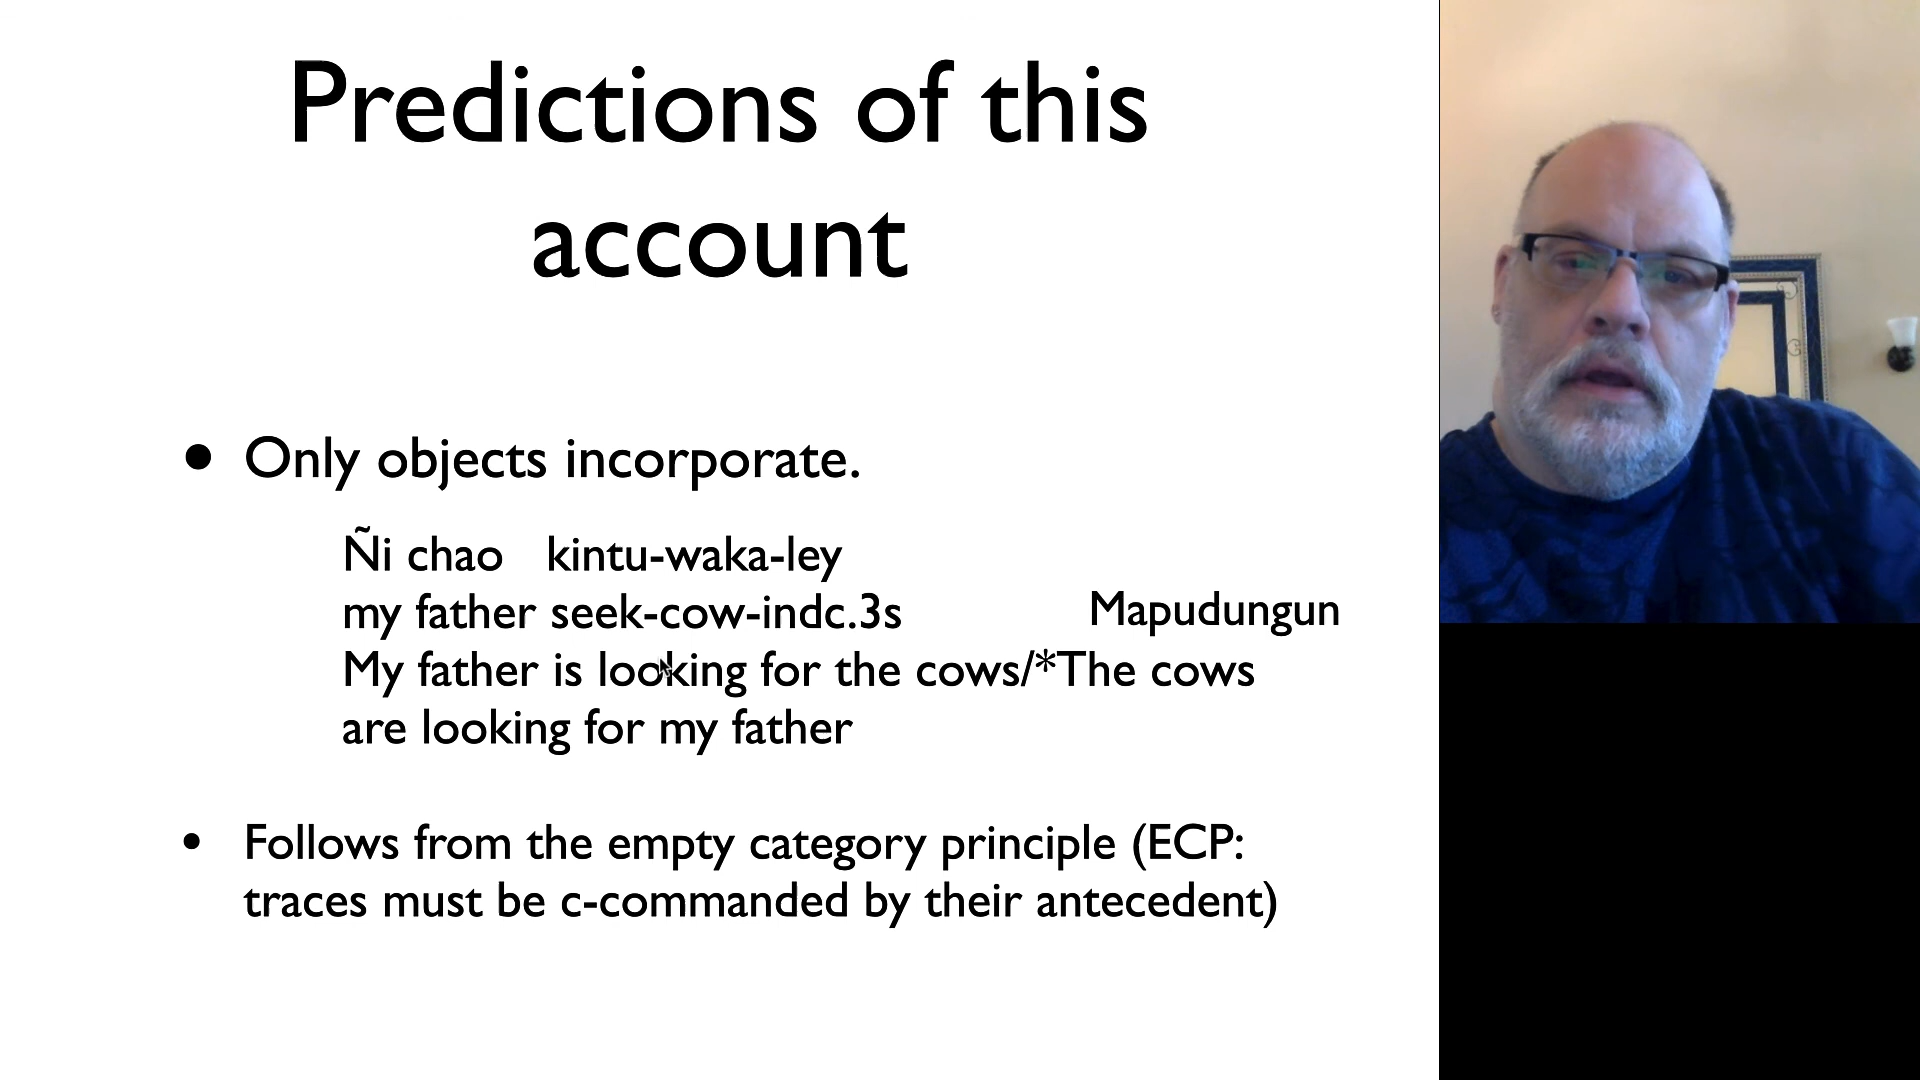 Predictions of this
account
• Only objects incorporate.
Ñi chao kintu-waka-ley
my father seek-cow-indc.3s
Mapudungun
My father is looking for the cows/*The cows
are looking for my father
• Follows from the empty category principle (ECP:
traces must be c-commanded by their antecedent)